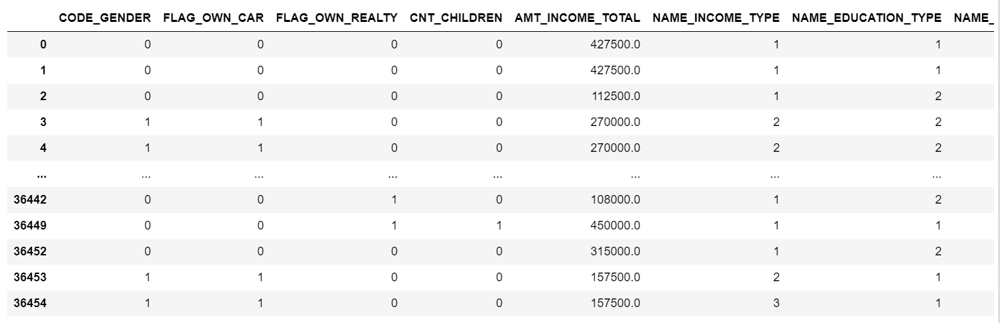 CODE_GENDER FLAG_OWN_CAR FLAG_OWN_REALTY CNT_CHILDREN AMT_INCOME_TOTAL NAME_INCOME_TYPE NAME_EDUCATION_TYPE NAME_
0 0 0 0 0 427500.0 1 1
1 0 0 0 0 427500.0 1 1
2 0 0 0 0 112500.0 1 2
3 1 1 0 0 270000.0 2 2
4 1 1 0 0 270000.0 2 2
... ... ... ... ... ... ... ...
36442 0 0 1 0 108000.0 1 2
36449 0 0 1 1 450000.0 1 1
36452 0 0 0 0 315000.0 1 2
36453 1 1 0 0 157500.0 2 1
36454 1 1 0 0 157500.0 3 1